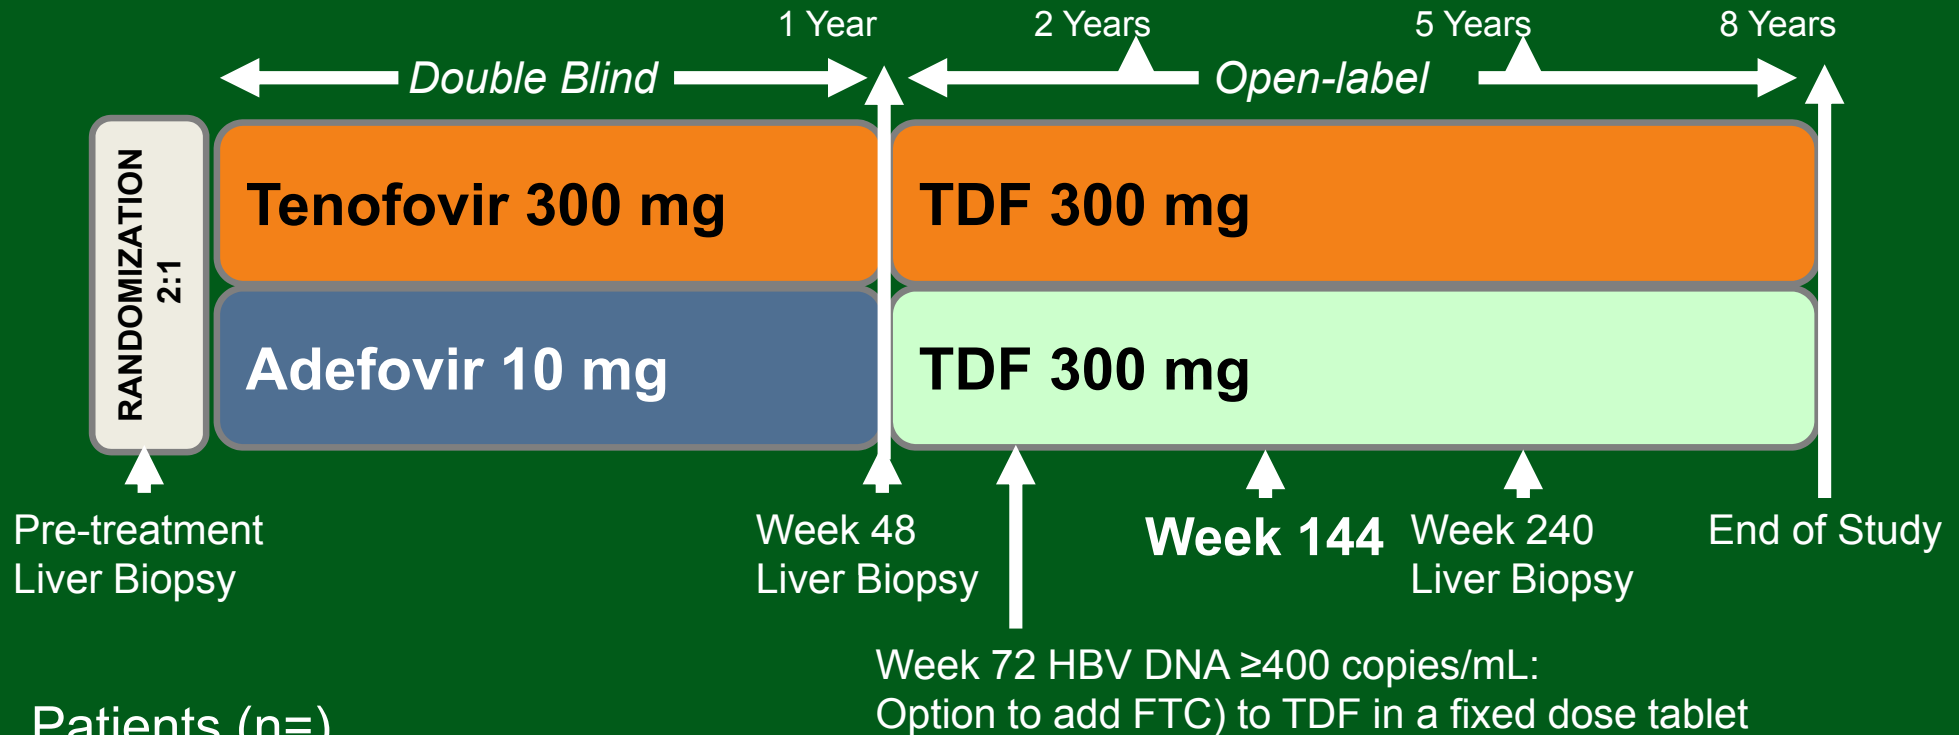 1 Year
2 Years
5 Years
8 Years
Double Blind
Open-label
RANDOMIZATION
2:1
Tenofovir 300 mg
TDF 300 mg
Adefovir 10 mg
TDF 300 mg
Pre-treatment
Liver Biopsy
Week 48
Liver Biopsy
Week 144
Week 240
Liver Biopsy
End of Study
Week 72 HBV DNA ≥400 copies/mL:
Option to add FTC) to TDF in a fixed dose tablet
Patients (n=)